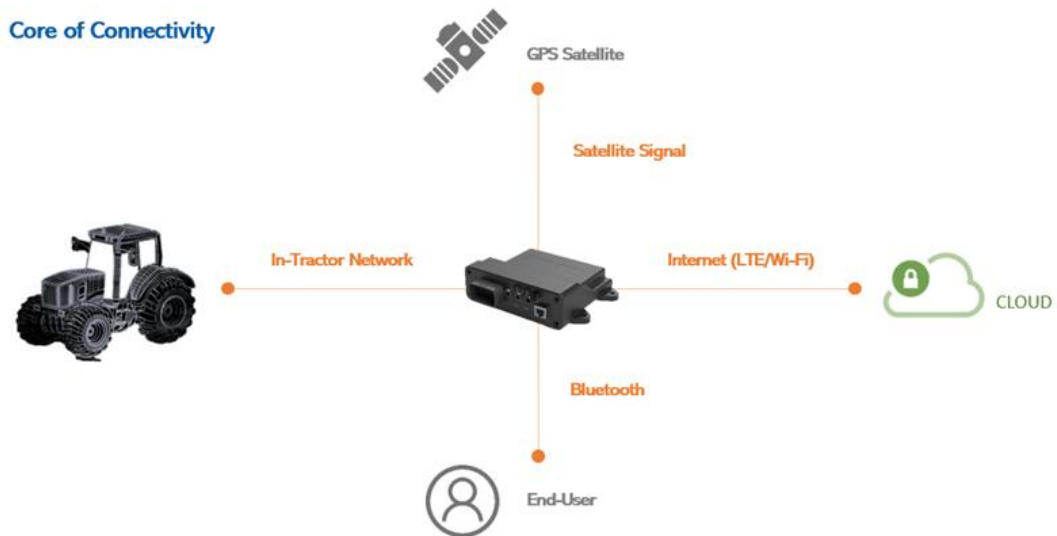 Core of Connectivity
GPS Satellite
Satellite Signal
In-Tractor Network
Internet (LTE/Wi-Fi)
CLOUD
Bluetooth
End-User